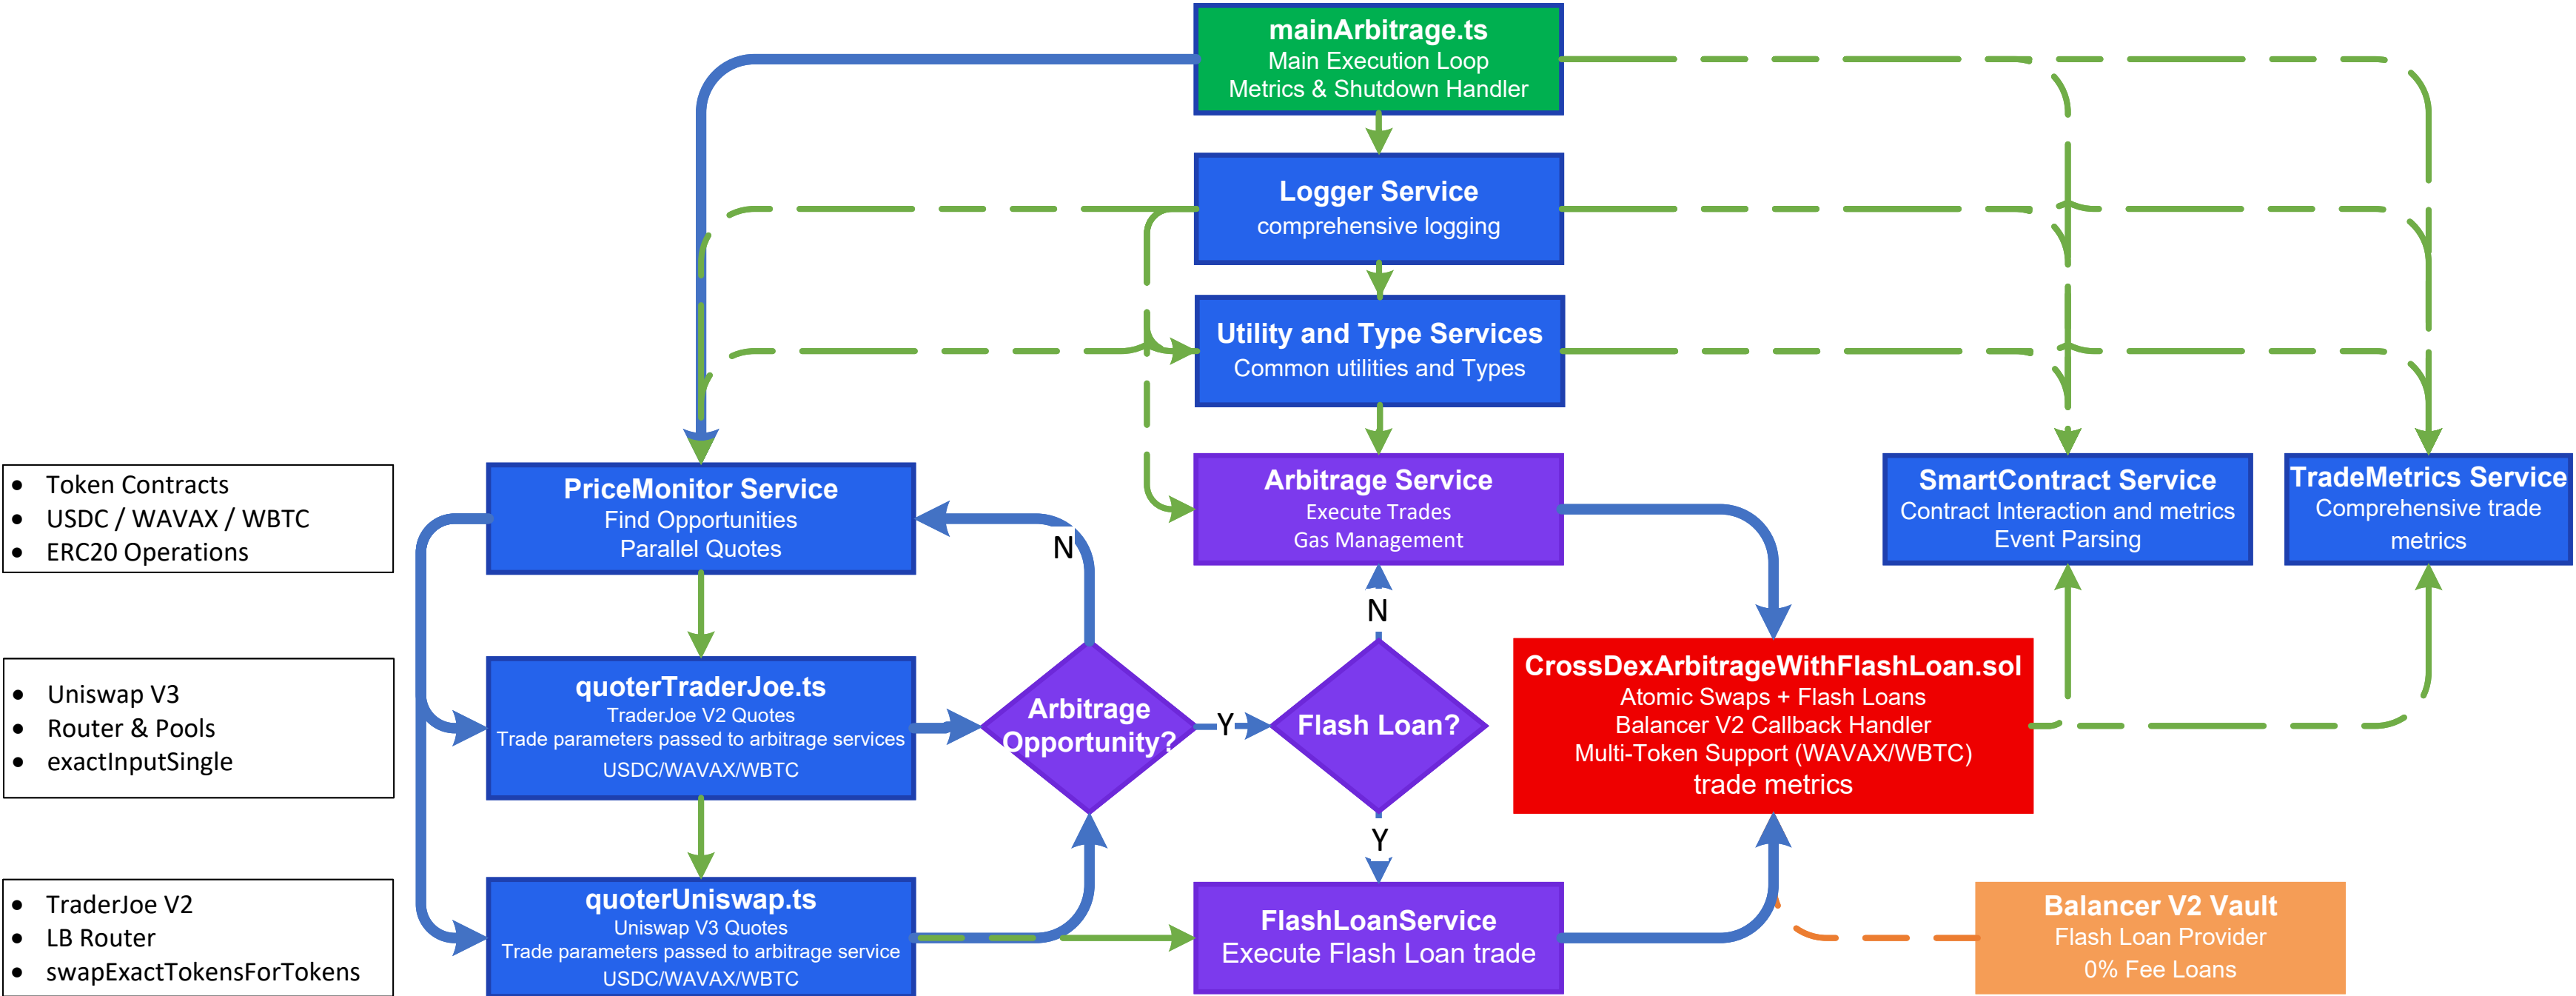 mainArbitrage.ts
Main Execution Loop
Metrics & Shutdown Handler
Logger Service
comprehensive logging
Utility and Type Services
Common utilities and Types
• Token Contracts
• USDC / WAVAX / WBTC
• ERC20 Operations
PriceMonitor Service
Find Opportunities
Parallel Quotes
N
Arbitrage Service
Execute Trades
Gas Management
SmartContract Service
Contract Interaction and metrics
Event Parsing
TradeMetrics Service
Comprehensive trade
metrics
N
• Uniswap V3
• Router & Pools
• exactInputSingle
quoterTraderJoe.ts
TraderJoe V2 Quotes
Trade parameters passed to arbitrage services
USDC/WAVAX/WBTC
Arbitrage
Opportunity?
Y
Flash Loan?
CrossDexArbitrageWithFlashLoan.sol
Atomic Swaps + Flash Loans
Balancer V2 Callback Handler
Multi-Token Support (WAVAX/WBTC)
trade metrics
Y
• TraderJoe V2
• LB Router
• swapExactTokensForTokens
quoterUniswap.ts
Uniswap V3 Quotes
Trade parameters passed to arbitrage service
USDC/WAVAX/WBTC
FlashLoanService
Execute Flash Loan trade
Balancer V2 Vault
Flash Loan Provider
0% Fee Loans